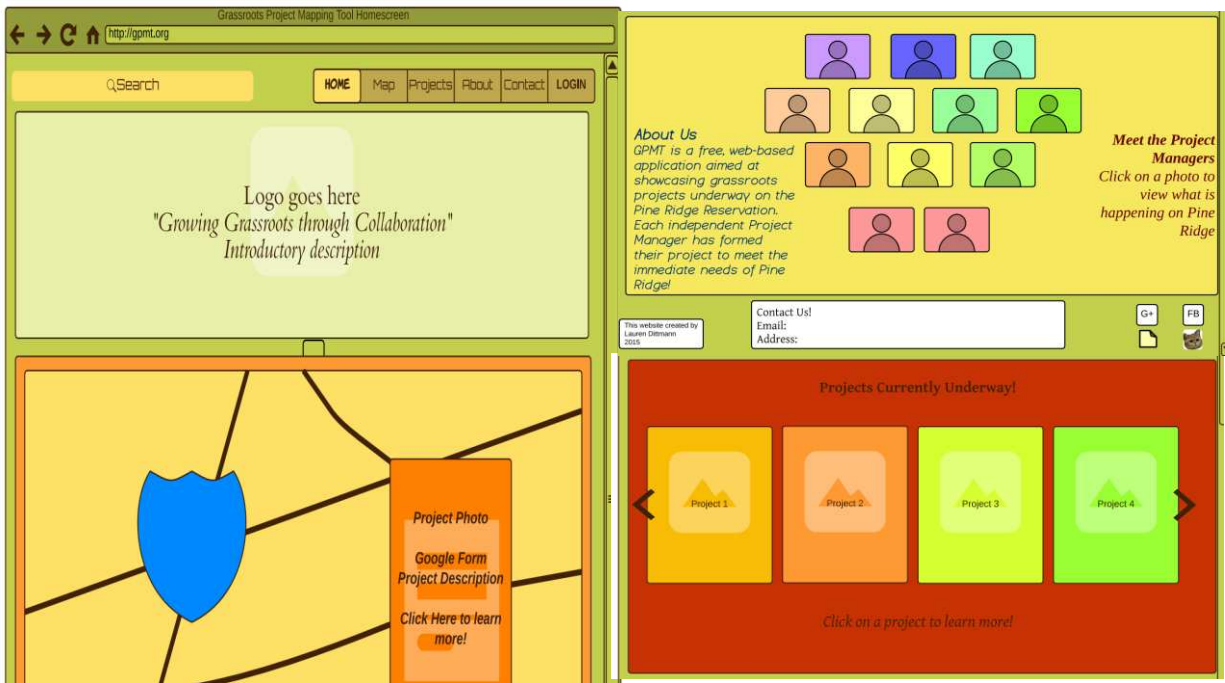 Grassroots Project Mapping Tool Homescreen
http://gpmt.org
Search
HOME Map Projects About Contact LOGIN
Logo goes here
"Growing Grassroots through Collaboration"
Introductory description
Project Photo
Google Form
Project Description
Click Here to learn
more!
About Us
GPMT is a free, web-based
application aimed at
showcasing grassroots
projects underway on the
Pine Ridge Reservation.
Each independent Project
Manager has formed
their project to meet the
immediate needs of Pine
Ridge!
Meet the Project
Managers
Click on a photo to
view what is
happening on Pine
Ridge
This website created by
Lauren Dittmann
2015
Contact Us!
Email:
Address:
G+ FB
Projects Currently Underway!
Project 1 Project 2 Project 3 Project 4
Click on a project to learn more!